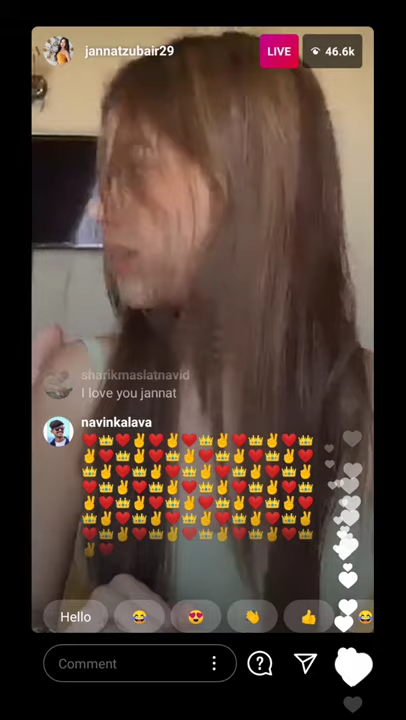 jannatzubair29
LIVE
46.6k
sharikmaslatnavid
I love you jannat
navinkalava
Hello
Comment